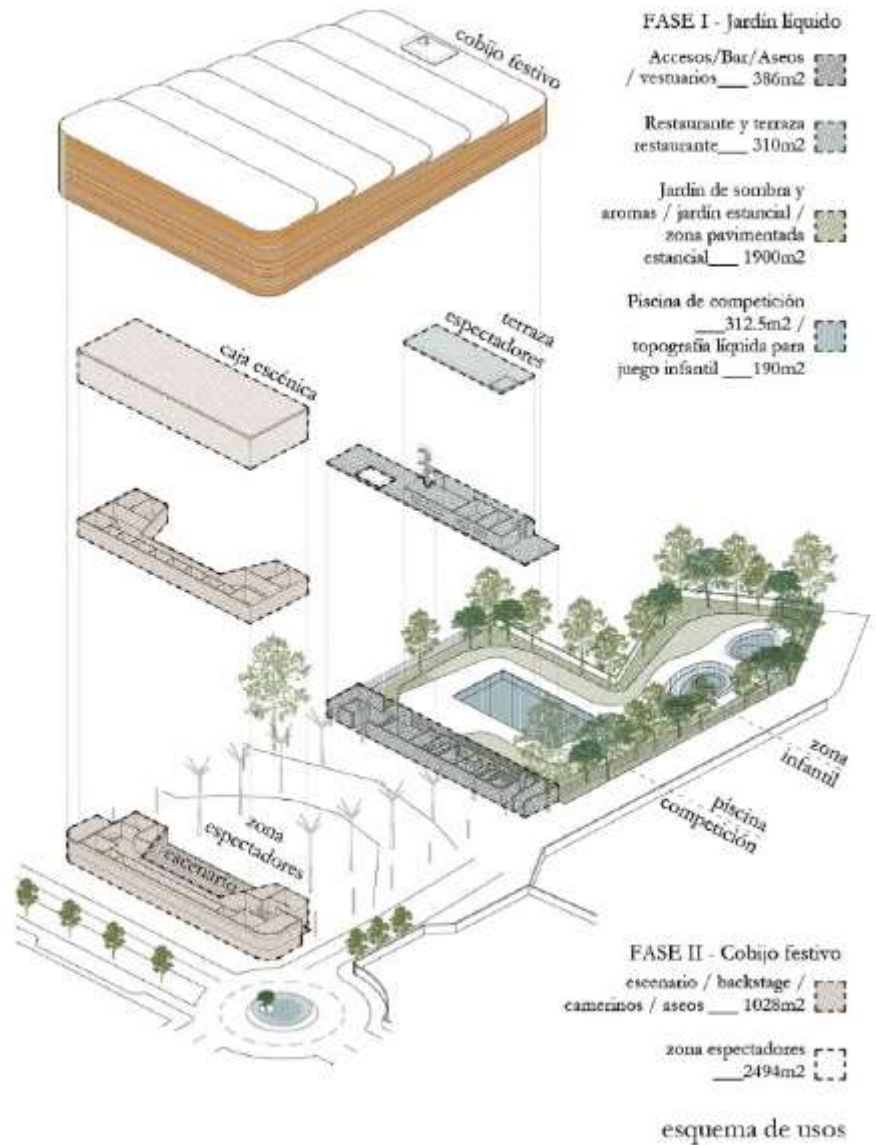 cobijo festivo
FASE I - Jardín líquido
Accesos/Bar/Aseos
/ vestuarios___ 386m2
Restaurante y terraza
restaurante___ 310m2
Jardín de sombra y
aromas / jardín estancial /
zona pavimentada
estancial___ 1900m2
Piscina de competición
___312.5m2 /
topografía líquida para
juego infantil ___190m2
caja escénica
terraza
espectadores
zona
infantil
piscina
competición
zona
espectadores
escenario
FASE II - Cobijo festivo
escenario / backstage /
camerinos / aseos ___ 1028m2
zona espectadores
___2494m2
esquema de usos